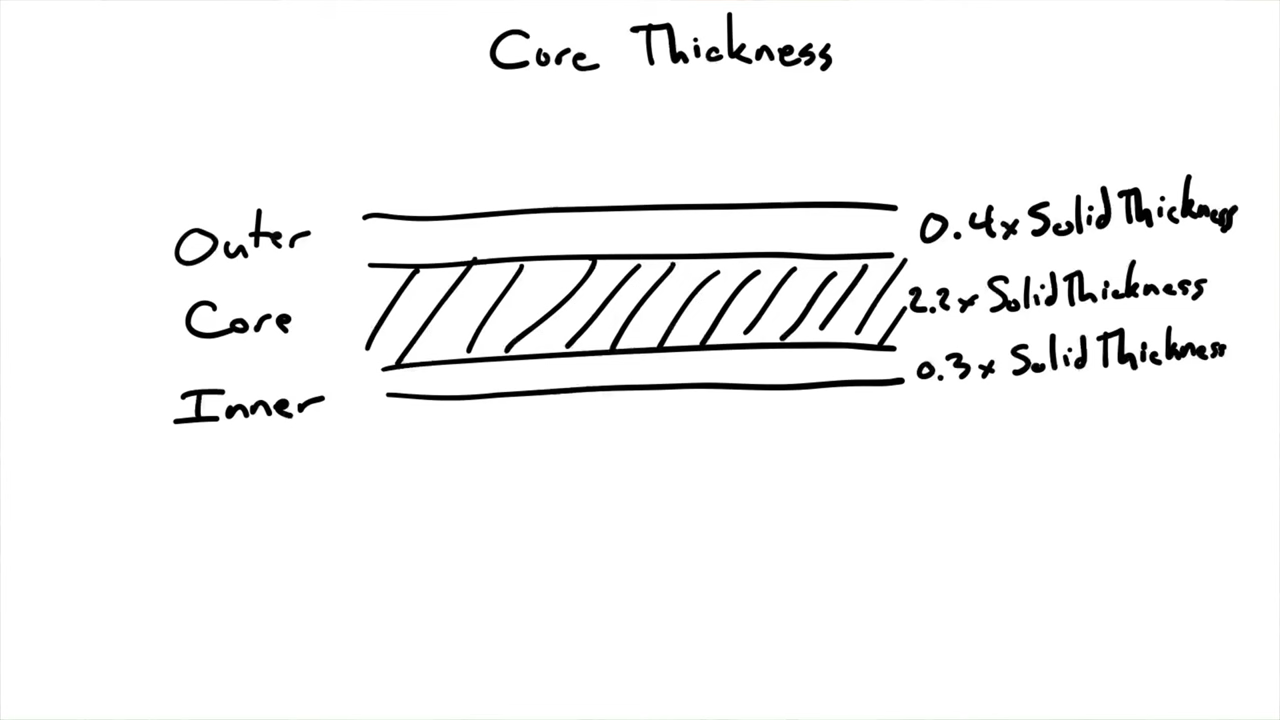 Core Thickness
Outer
0.4x Solid Thickness
Core
2.2x Solid Thickness
Inner
0.3x Solid Thickness